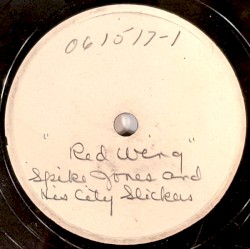 061517-1
"Red Wing"
Spike Jones and
His City Slickers